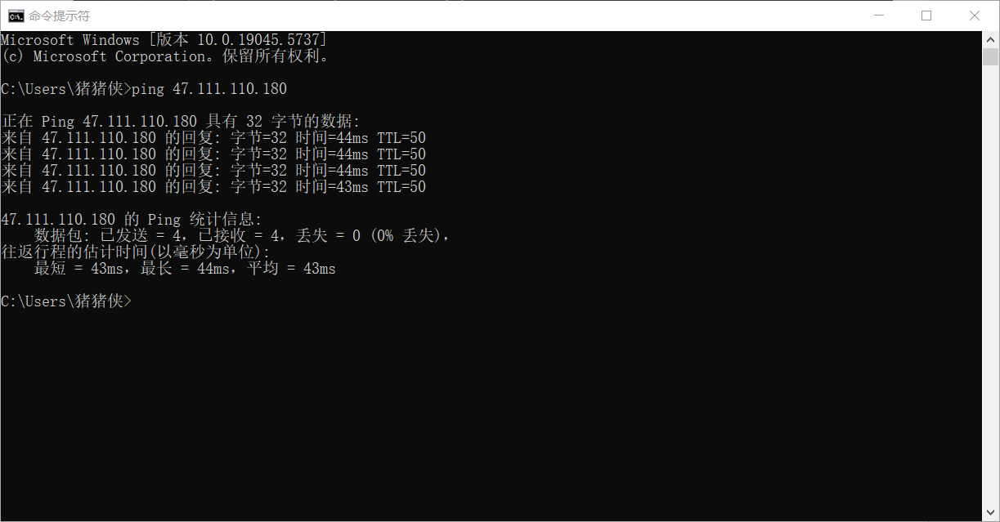 命令提示符
Microsoft Windows [版本 10.0.19045.5737]
(c) Microsoft Corporation。保留所有权利。
C:\Users\猪猪侠>ping 47.111.110.180
正在 Ping 47.111.110.180 具有 32 字节的数据:
来自 47.111.110.180 的回复: 字节=32 时间=44ms TTL=50
来自 47.111.110.180 的回复: 字节=32 时间=44ms TTL=50
来自 47.111.110.180 的回复: 字节=32 时间=44ms TTL=50
来自 47.111.110.180 的回复: 字节=32 时间=43ms TTL=50
47.111.110.180 的 Ping 统计信息:
数据包: 已发送 = 4，已接收 = 4，丢失 = 0 (0% 丢失)，
往返行程的估计时间(以毫秒为单位):
最短 = 43ms，最长 = 44ms，平均 = 43ms
C:\Users\猪猪侠>